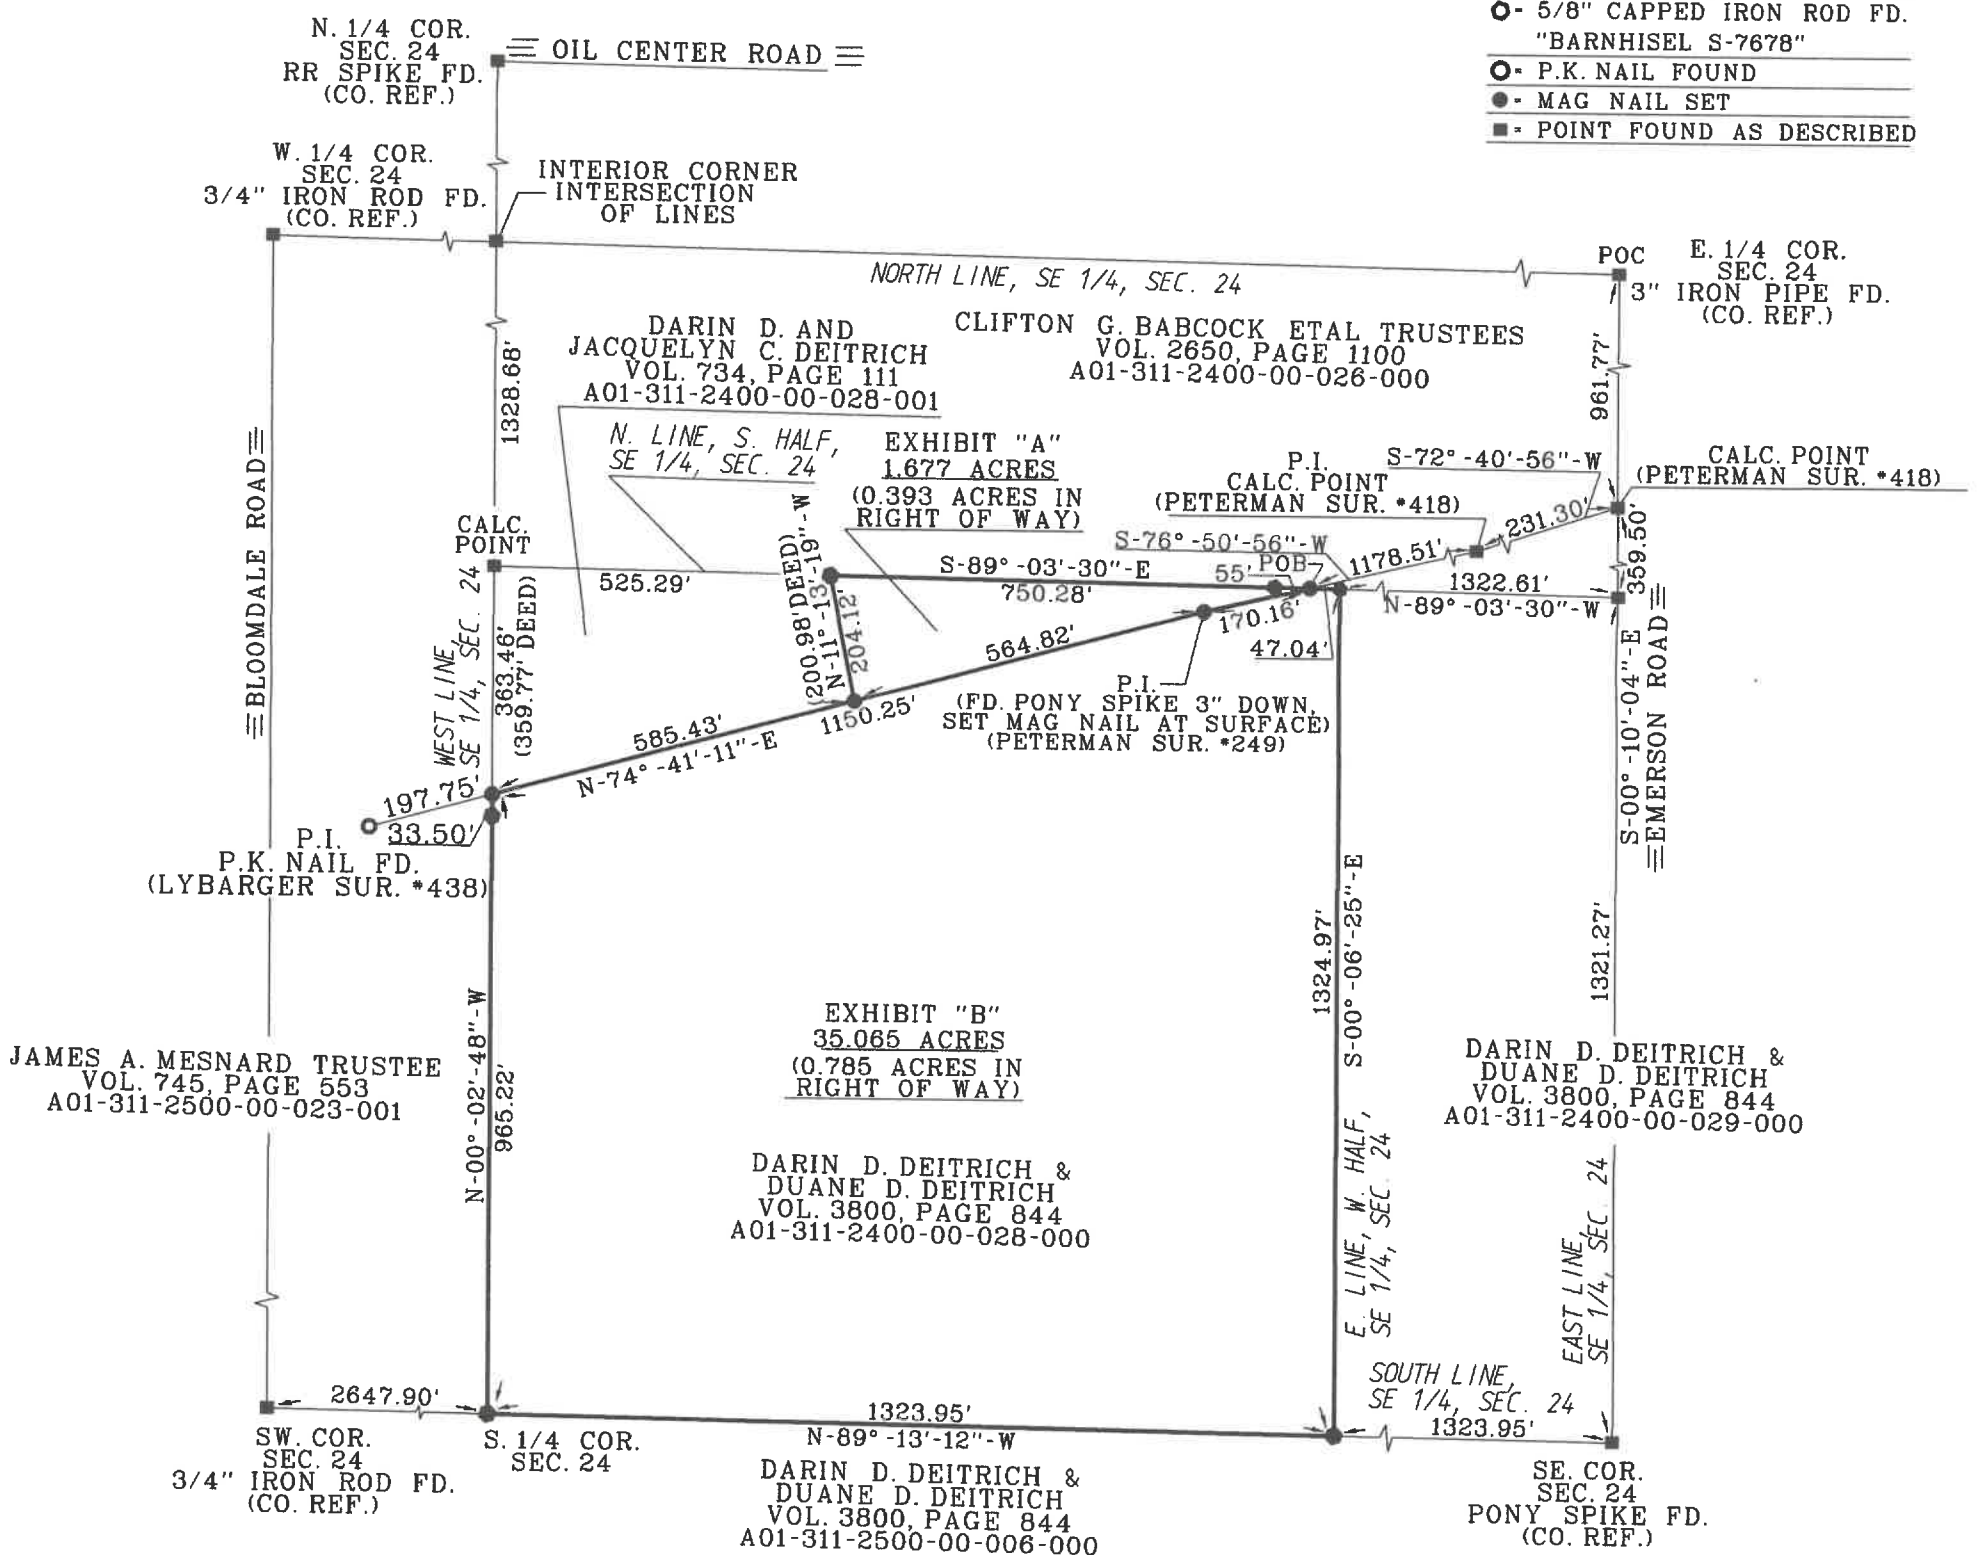 5/8" CAPPED IRON ROD FD.
"BARNHISEL S-7678"
P.K. NAIL FOUND
MAG NAIL SET
POINT FOUND AS DESCRIBED
N. 1/4 COR.
SEC. 24
RR SPIKE FD.
(CO. REF.)
OIL CENTER ROAD
W. 1/4 COR.
SEC. 24
3/4" IRON ROD FD.
(CO. REF.)
INTERIOR CORNER
INTERSECTION
OF LINES
NORTH LINE, SE 1/4, SEC. 24
POC
E. 1/4 COR.
SEC. 24
3" IRON PIPE FD.
(CO. REF.)
DARIN D. AND
JACQUELYN C. DEITRICH
VOL. 734, PAGE 111
A01-311-2400-00-028-001
CLIFTON G. BABCOCK ETAL TRUSTEES
VOL. 2650, PAGE 1100
A01-311-2400-00-026-000
1328.68'
961.77'
N. LINE, S. HALF,
SE 1/4, SEC. 24
EXHIBIT "A"
1.677 ACRES
(0.393 ACRES IN
RIGHT OF WAY)
P.I.
CALC. POINT
(PETERMAN SUR. *418)
S-72°-40'-56"-W
CALC. POINT
(PETERMAN SUR. *418)
231.30'
359.50'
CALC.
POINT
525.29'
S-89°-03'-30"-E
750.28'
S-76°-50'-56"-W
55'
POB
1178.51'
1322.61'
N-89°-03'-30"-W
(200.98' DEED)
N-11°-13'-19"-W
204.12'
170.16'
47.04'
564.82'
BLOOMDALE ROAD
WEST LINE,
SE 1/4, SEC. 24
363.46'
(359.77' DEED)
P.I.
(FD. PONY SPIKE 3" DOWN,
SET MAG NAIL AT SURFACE)
(PETERMAN SUR. *249)
S-00°-10'-04"-E
EMERSON ROAD
585.43'
1150.25'
N-74°-41'-11"-E
197.75'
33.50'
P.I.
P.K. NAIL FD.
(LYBARGER SUR. *438)
1324.97'
S-00°-06'-25"-E
1321.27'
N-00°-02'-48"-W
965.22'
EXHIBIT "B"
35.065 ACRES
(0.785 ACRES IN
RIGHT OF WAY)
JAMES A. MESNARD TRUSTEE
VOL. 745, PAGE 553
A01-311-2500-00-023-001
DARIN D. DEITRICH &
DUANE D. DEITRICH
VOL. 3800, PAGE 844
A01-311-2400-00-029-000
DARIN D. DEITRICH &
DUANE D. DEITRICH
VOL. 3800, PAGE 844
A01-311-2400-00-028-000
E. LINE, W. HALF,
SE 1/4, SEC. 24
EAST LINE,
SE 1/4, SEC. 24
SOUTH LINE,
SE 1/4, SEC. 24
2647.90'
1323.95'
N-89°-13'-12"-W
1323.95'
SW. COR.
SEC. 24
3/4" IRON ROD FD.
(CO. REF.)
S. 1/4 COR.
SEC. 24
DARIN D. DEITRICH &
DUANE D. DEITRICH
VOL. 3800, PAGE 844
A01-311-2500-00-006-000
SE. COR.
SEC. 24
PONY SPIKE FD.
(CO. REF.)